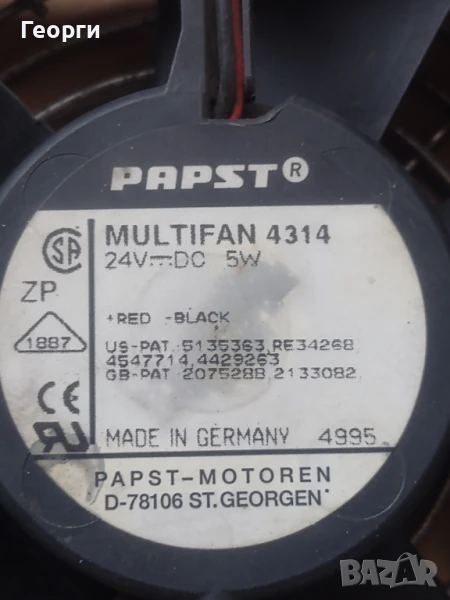 Георги
PAPST®
MULTIFAN 4314
24V⎓DC 5W
ZP
+RED -BLACK
1887
US-PAT. 5135363,RE34268
4547714,4429263
GB-PAT 2075288,2133082
CE
MADE IN GERMANY 4995
PAPST-MOTOREN
D-78106 ST.GEORGEN
BAZAR